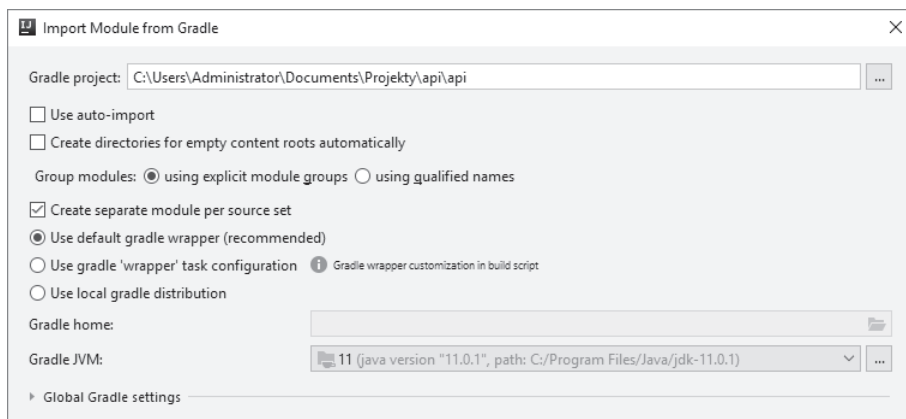 IJ Import Module from Gradle
Gradle project: C:\Users\Administrator\Documents\Projekty\api\api ...
Use auto-import
Create directories for empty content roots automatically
Group modules: using explicit module groups using qualified names
Create separate module per source set
Use default gradle wrapper (recommended)
Use gradle 'wrapper' task configuration Gradle wrapper customization in build script
Use local gradle distribution
Gradle home:
Gradle JVM: 11 (java version "11.0.1", path: C:/Program Files/Java/jdk-11.0.1) ...
Global Gradle settings